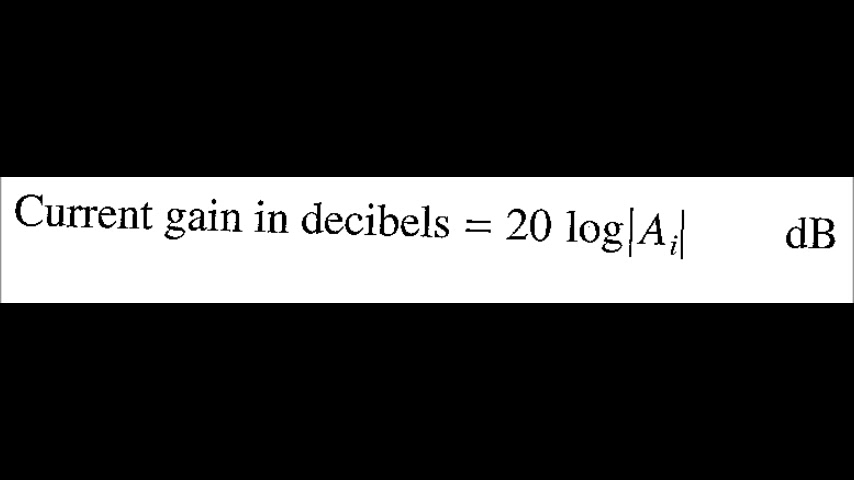 Current gain in decibels = 20 log|A_i| dB